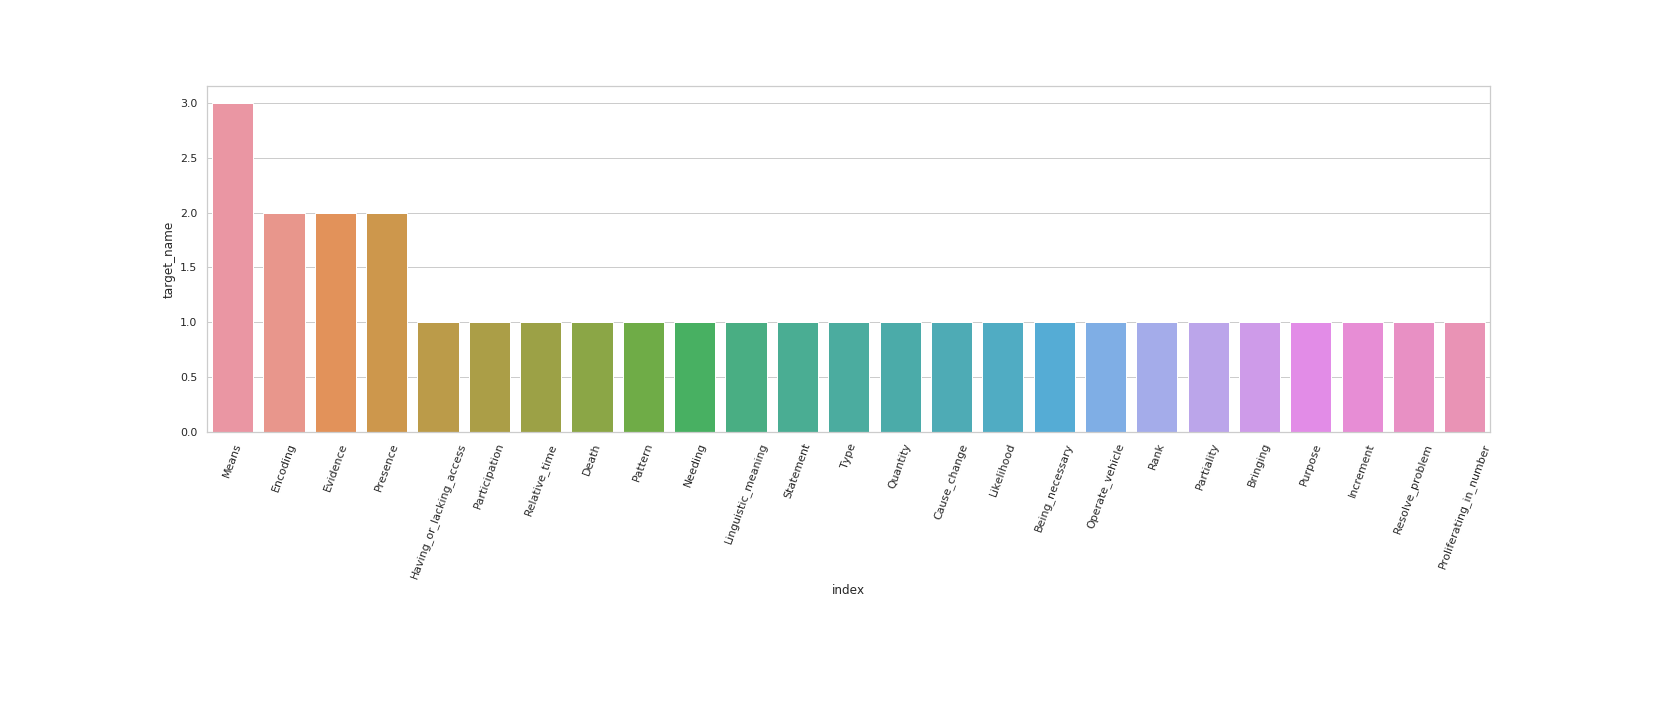 3.0
2.5
2.0
1.5
1.0
0.5
0.0
target_name
Means
Encoding
Evidence
Presence
Having_or_lacking_access
Participation
Relative_time
Death
Pattern
Needing
Linguistic_meaning
Statement
Type
Quantity
Cause_change
Likelihood
Being_necessary
Operate_vehicle
Rank
Partiality
Bringing
Purpose
Increment
Resolve_problem
Proliferating_in_number
index